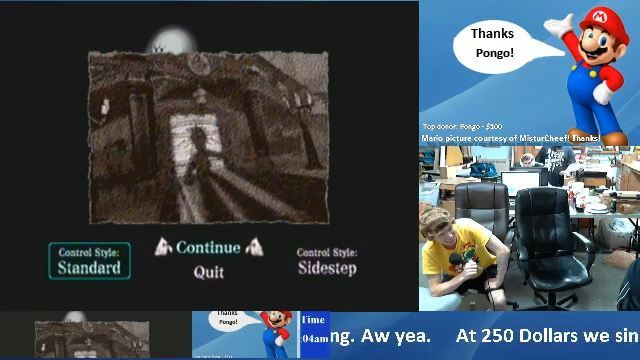 Thanks
Pongo!
Top donor: Pongo - $100
Mario picture courtesy of MisturCheef! Thanks!
Control Style:
Standard
Continue
Quit
Control Style:
Sidestep
Thanks
Pongo!
Time
:04am
ng. Aw yea. At 250 Dollars we sin